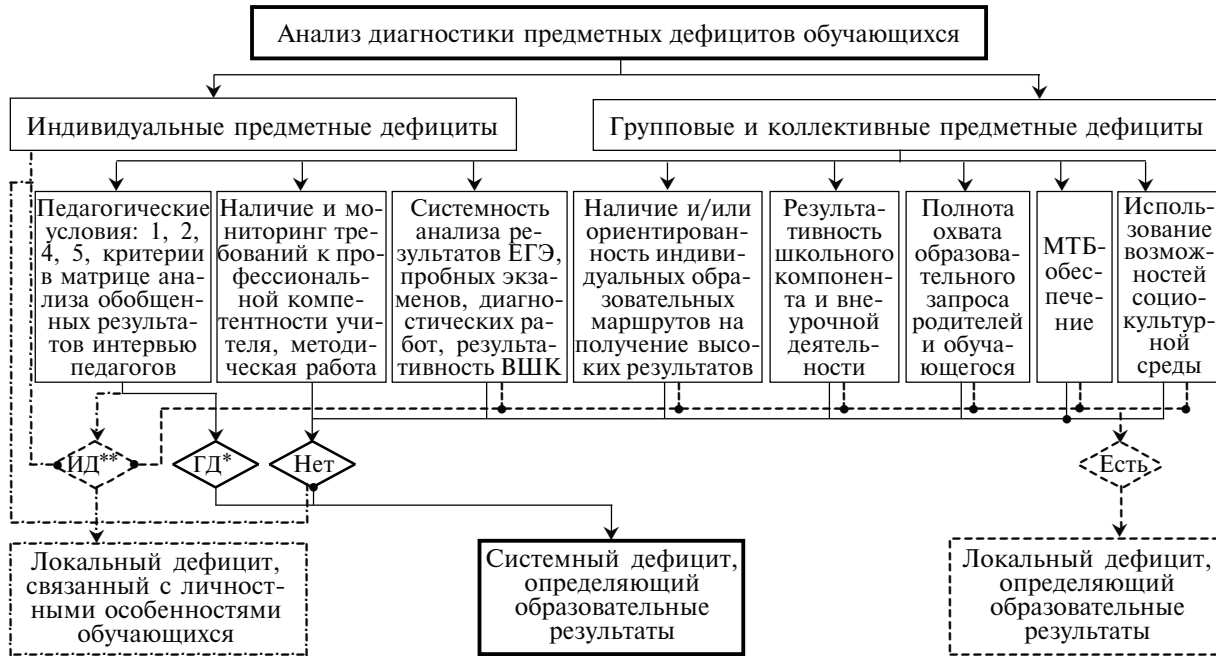 Анализ диагностики предметных дефицитов обучающихся
Индивидуальные предметные дефициты
Групповые и коллективные предметные дефициты
Педагогические
условия: 1, 2,
4, 5, критерии
в матрице ана-
лиза обобщен-
ных результа-
тов интервью
педагогов
Наличие и мо-
ниторинг тре-
бований к про-
фессиональ-
ной компе-
тентности учи-
теля, методи-
ческая работа
Системность
анализа ре-
зультатов ЕГЭ,
пробных экза-
менов, диагно-
стических ра-
бот, результа-
тивность ВШК
Наличие и/или
ориентирован-
ность индивиду-
альных образо-
вательных
маршрутов на
получение высо-
ких результатов
Результа-
тивность
школьного
компонен-
та и вне-
урочной
деятель-
ности
Полнота
охвата
образова-
тельного
запроса
родителей
и обуча-
ющегося
МТБ-
обес-
пече-
ние
Исполь-
зование
возмож-
ностей
социо-
культур-
ной
среды
ИД**
ГД*
Нет
Есть
Локальный дефицит,
связанный с личност-
ными особенностями
обучающихся
Системный дефицит,
определяющий
образовательные
результаты
Локальный дефицит,
определяющий
образовательные
результаты